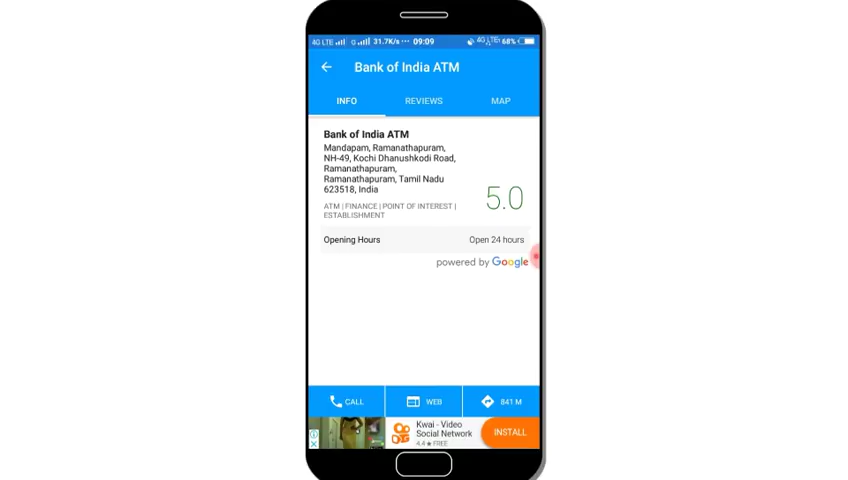 4G LTE 31.7K/s ··· 09:09 4G LTE 68%
Bank of India ATM
INFO REVIEWS MAP
Bank of India ATM
Mandapam, Ramanathapuram,
NH-49, Kochi Dhanushkodi Road,
Ramanathapuram,
Ramanathapuram, Tamil Nadu
623518, India
5.0
ATM | FINANCE | POINT OF INTEREST |
ESTABLISHMENT
Opening Hours Open 24 hours
powered by Google
CALL WEB 841 M
Kwai - Video
Social Network
4.4 ★ FREE
INSTALL